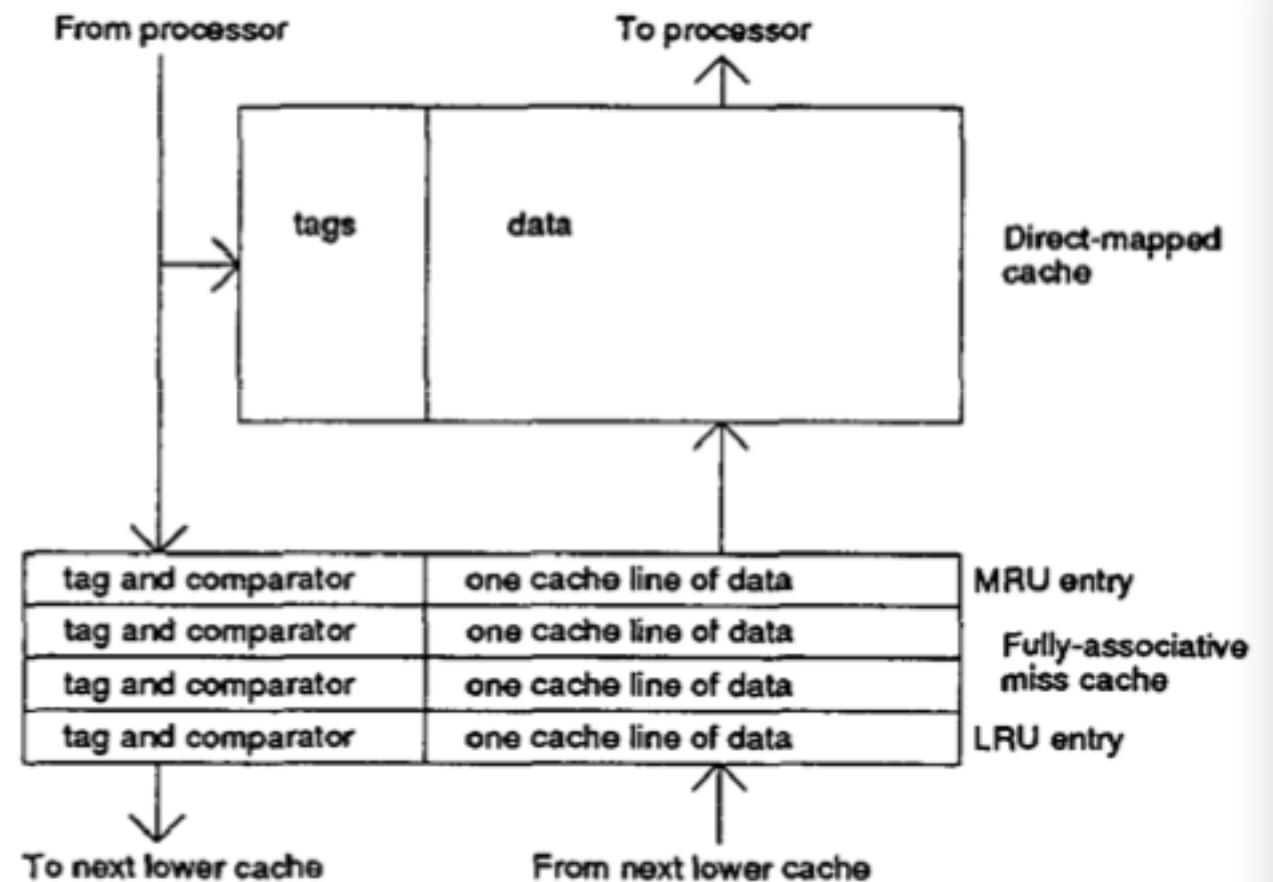 From processor
To processor
tags
data
Direct-mapped
cache
tag and comparator
one cache line of data
MRU entry
tag and comparator
one cache line of data
Fully-associative
miss cache
tag and comparator
one cache line of data
tag and comparator
one cache line of data
LRU entry
To next lower cache
From next lower cache